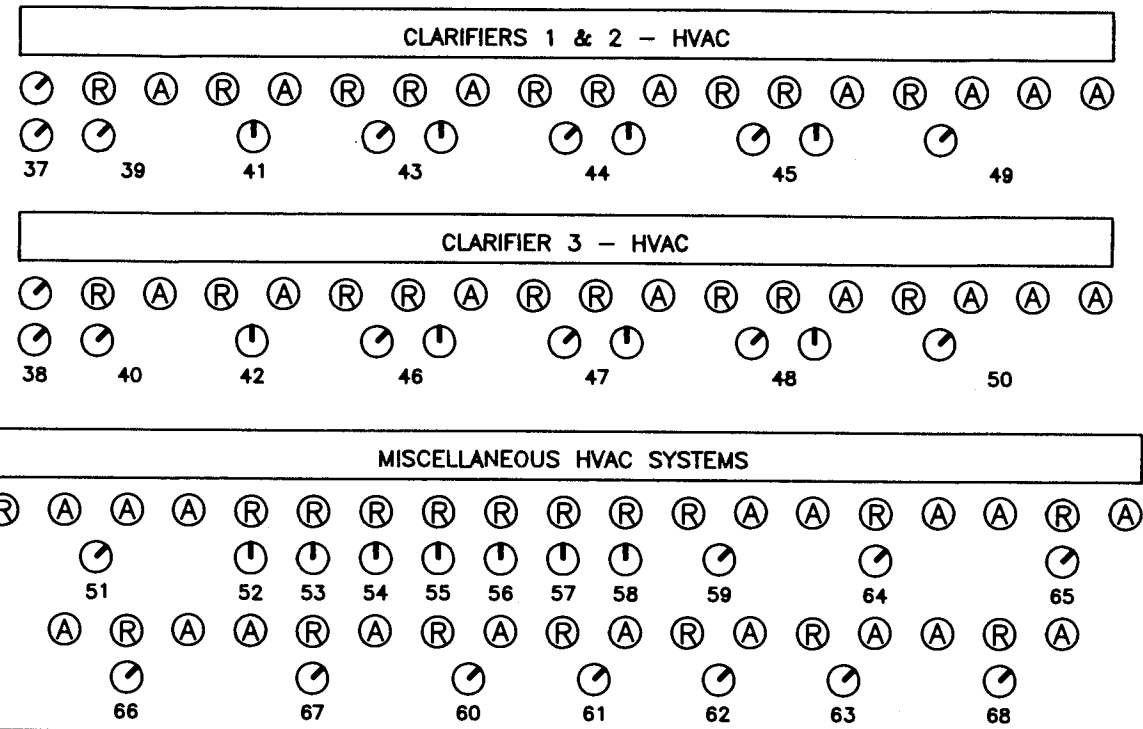 CLARIFIERS 1 & 2 – HVAC
R A R A R R A R R A R R A R A A A
37 39 41 43 44 45 49
CLARIFIER 3 – HVAC
R A R A R R A R R A R R A R A A A
38 40 42 46 47 48 50
MISCELLANEOUS HVAC SYSTEMS
R A A A R R R R R R R R A A R A A R A
51 52 53 54 55 56 57 58 59 64 65
A R A A R A R A R A R A R A A R A
66 67 60 61 62 63 68